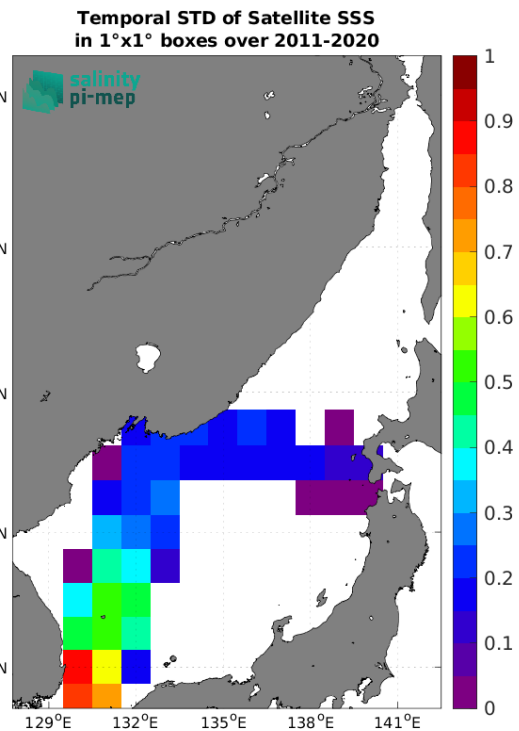 Temporal STD of Satellite SSS
in 1°x1° boxes over 2011-2020
salinity
pi-mep
N
N
N
N
N
1
0.9
0.8
0.7
0.6
0.5
0.4
0.3
0.2
0.1
0
129°E 132°E 135°E 138°E 141°E